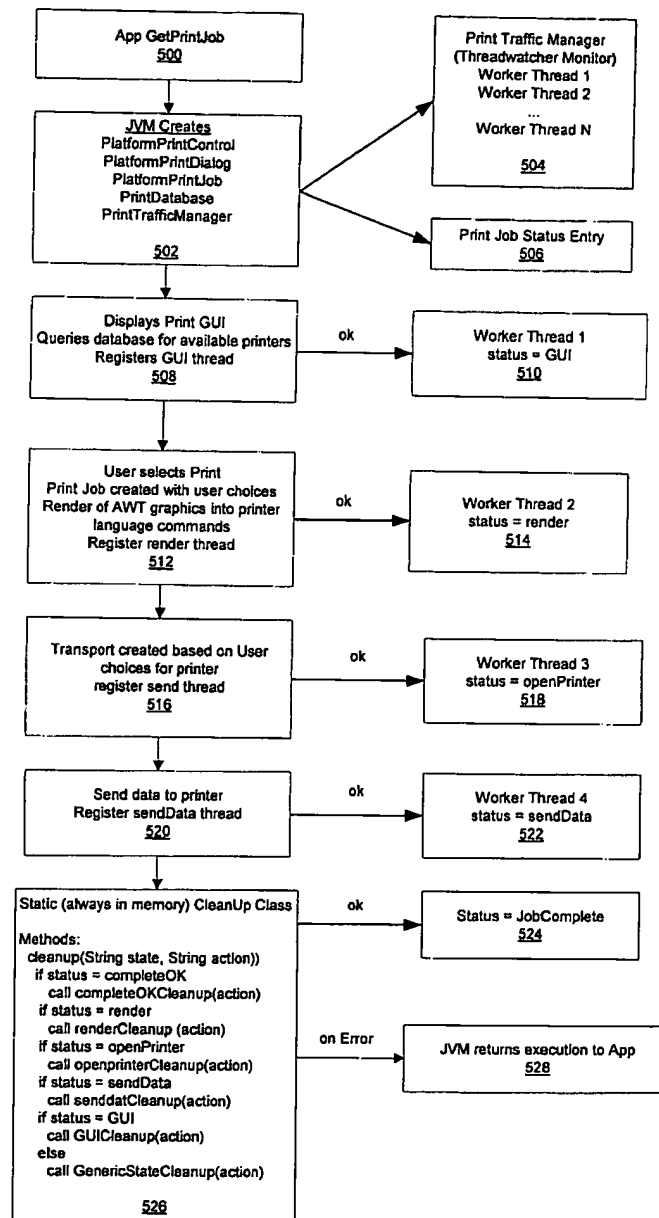 App GetPrintJob
500
Print Traffic Manager
(Threadwatcher Monitor)
Worker Thread 1
Worker Thread 2
...
Worker Thread N
504
JVM Creates
PlatformPrintControl
PlatformPrintDialog
PlatformPrintJob
PrintDatabase
PrintTrafficManager
502
Print Job Status Entry
506
Displays Print GUI
Queries database for available printers
Registers GUI thread
508
ok
Worker Thread 1
status = GUI
510
User selects Print
Print Job created with user choices
Render of AWT graphics into printer
language commands
Register render thread
512
ok
Worker Thread 2
status = render
514
Transport created based on User
choices for printer
register send thread
516
ok
Worker Thread 3
status = openPrinter
518
Send data to printer
Register sendData thread
520
ok
Worker Thread 4
status = sendData
522
Static (always in memory) CleanUp Class
Methods:
cleanup(String state, String action))
if status = completeOK
call completeOKCleanup(action)
if status = render
call renderCleanup (action)
if status = openPrinter
call openprinterCleanup(action)
if status = sendData
call senddatCleanup(action)
if status = GUI
call GUICleanup(action)
else
call GenericStateCleanup(action)
526
ok
Status = JobComplete
524
on Error
JVM returns execution to App
528